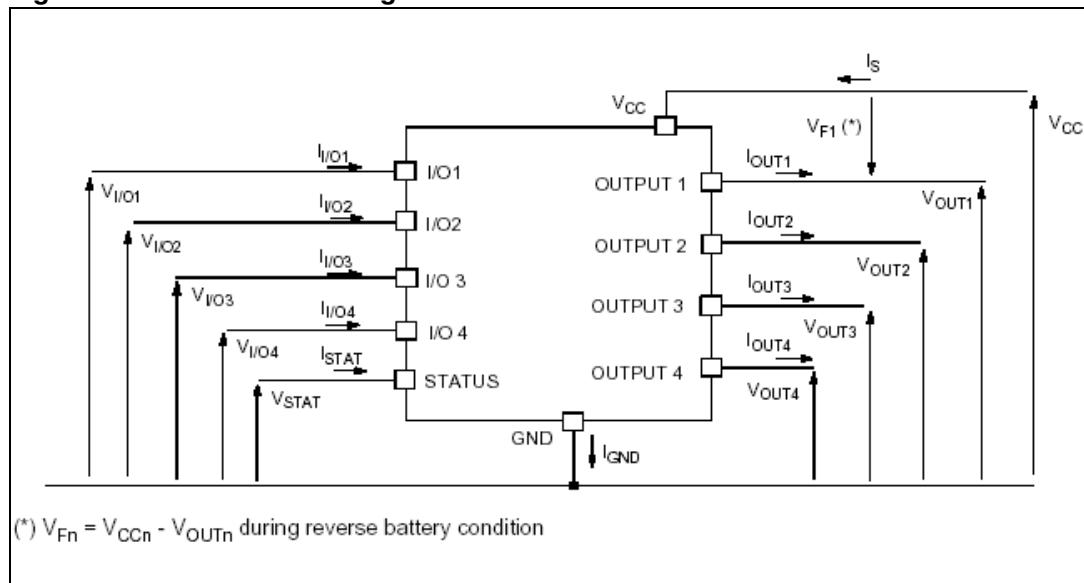 I_S
V_CC
V_F1 (*)
V_CC
I_I/O1
I/O1
V_I/O1
I_OUT1
OUTPUT 1
V_OUT1
I_I/O2
I/O2
V_I/O2
I_OUT2
OUTPUT 2
V_OUT2
I_I/O3
I/O 3
V_I/O3
I_OUT3
OUTPUT 3
V_OUT3
I_I/O4
I/O 4
V_I/O4
I_OUT4
OUTPUT 4
V_OUT4
I_STAT
STATUS
V_STAT
GND
I_GND
(*) V_Fn = V_CCn - V_OUTn during reverse battery condition